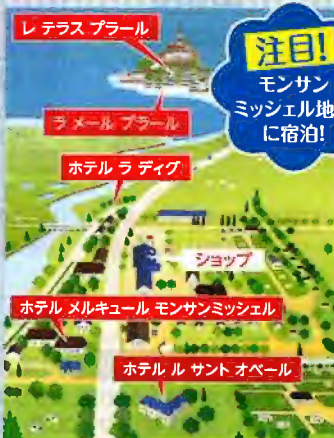 レ テラス プラール
注目!
モンサン
ミッシェル地
に宿泊!
ラ メール プラール
ホテル ラ ディグ
ショップ
ホテル メルキュール モンサンミッシェル
ホテル ル サント オベール